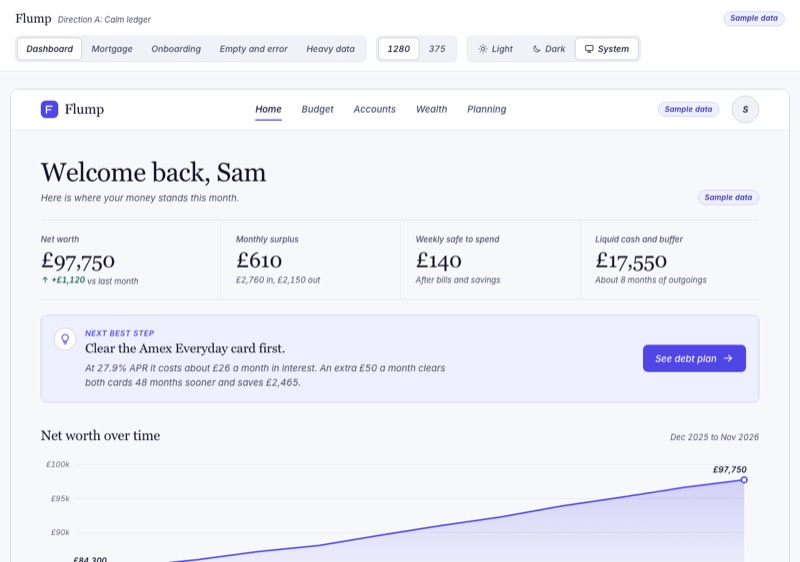 Flump Direction A: Calm ledger
Sample data
Dashboard Mortgage Onboarding Empty and error Heavy data 1280 375 Light Dark System
F Flump Home Budget Accounts Wealth Planning Sample data S
Welcome back, Sam
Here is where your money stands this month.
Sample data
Net worth
£97,750
↑ +£1,120 vs last month
Monthly surplus
£610
£2,760 in, £2,150 out
Weekly safe to spend
£140
After bills and savings
Liquid cash and buffer
£17,550
About 8 months of outgoings
NEXT BEST STEP
Clear the Amex Everyday card first.
At 27.9% APR it costs about £26 a month in interest. An extra £50 a month clears
both cards 48 months sooner and saves £2,465.
See debt plan →
Net worth over time
Dec 2025 to Nov 2026
£100k
£97,750
£95k
£90k
£84,300